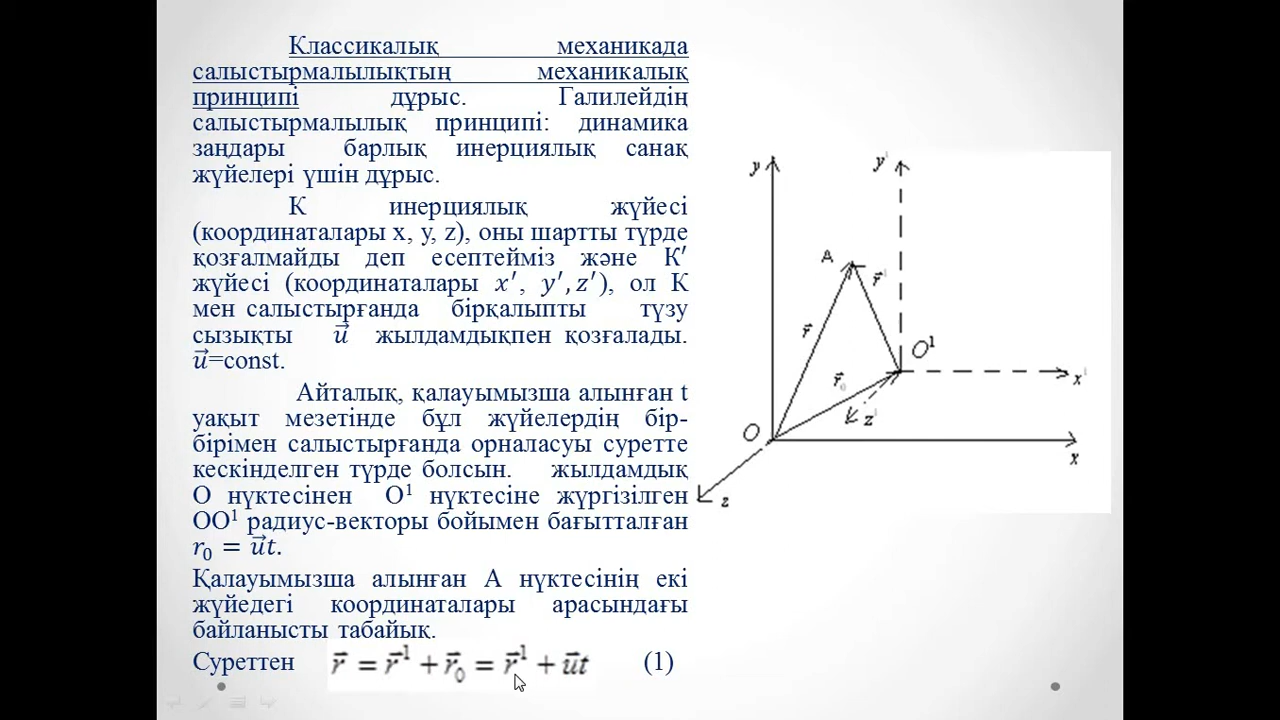 Классикалық механикада
салыстырмалылықтың механикалық
принципі дұрыс. Галилейдің
салыстырмалылық принципі: динамика
заңдары барлық инерциялық санақ
жүйелері үшін дұрыс.
К инерциялық жүйесі
(координаталары x, y, z), оны шартты түрде
қозғалмайды деп есептейміз және К′
жүйесі (координаталары x′, y′, z′), ол К
мен салыстырғанда бірқалыпты түзу
сызықты u⃗ жылдамдықпен қозғалады.
u⃗=const.
Айталық, қалауымызша алынған t
уақыт мезетінде бұл жүйелердің бір-
бірімен салыстырғанда орналасуы суретте
кескінделген түрде болсын. жылдамдық
О нүктесінен О¹ нүктесіне жүргізілген
ОО¹ радиус-векторы бойымен бағытталған
r₀ = u⃗t.
Қалауымызша алынған А нүктесінің екі
жүйедегі координаталары арасындағы
байланысты табайық.
Суреттен r⃗ = r⃗¹ + r⃗₀ = r⃗¹ + u⃗t (1)
y
y¹
A
r⃗¹
r⃗
O¹
r⃗₀
x¹
z¹
O
x
z